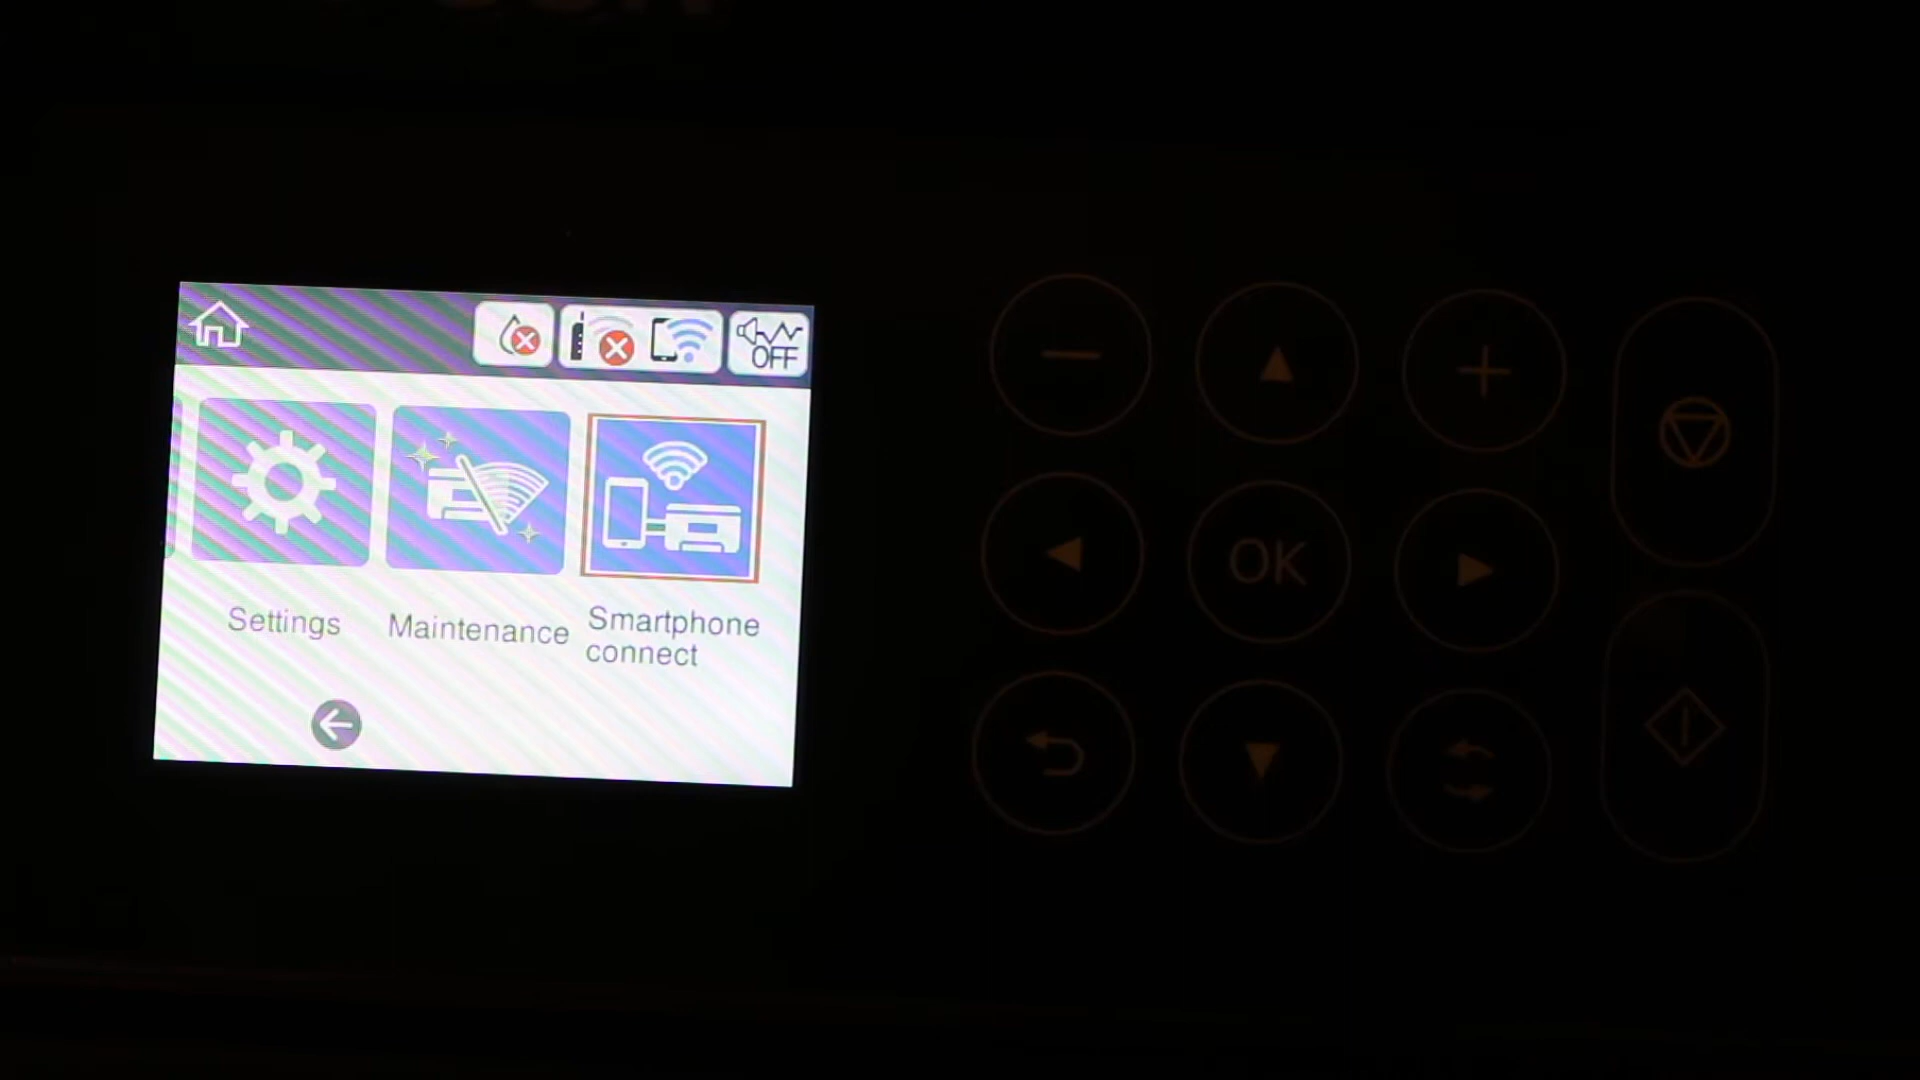 OFF
Settings
Maintenance
Smartphone
connect
OK